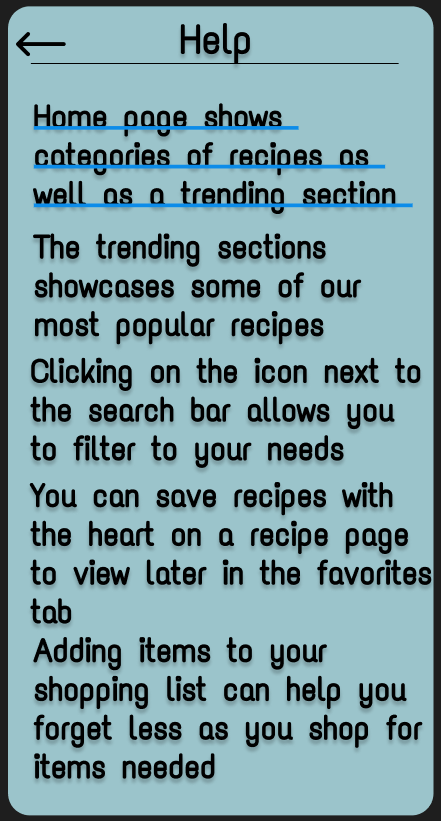 Help
Home page shows
categories of recipes as
well as a trending section
The trending sections
showcases some of our
most popular recipes
Clicking on the icon next to
the search bar allows you
to filter to your needs
You can save recipes with
the heart on a recipe page
to view later in the favorites
tab
Adding items to your
shopping list can help you
forget less as you shop for
items needed